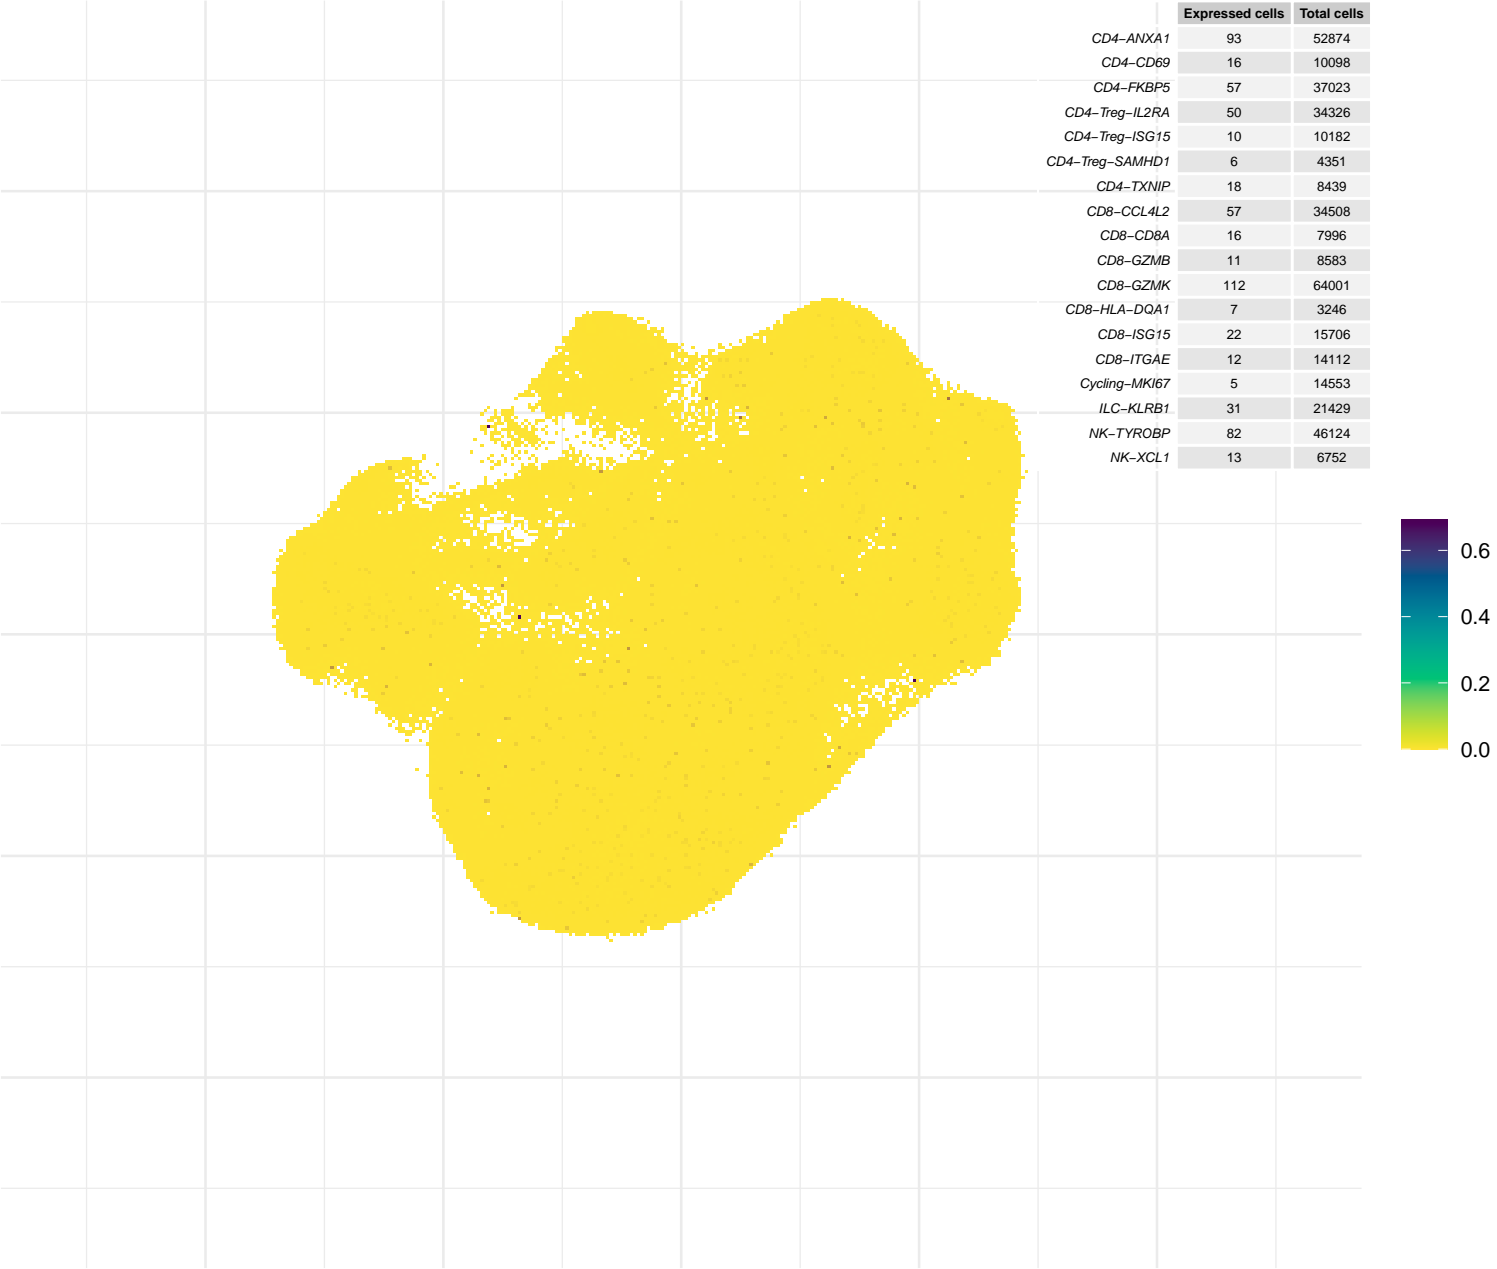 Expressed cells Total cells
CD4−ANXA1 93 52874
CD4−CD69 16 10098
CD4−FKBP5 57 37023
CD4−Treg−IL2RA 50 34326
CD4−Treg−ISG15 10 10182
CD4−Treg−SAMHD1 6 4351
CD4−TXNIP 18 8439
CD8−CCL4L2 57 34508
CD8−CD8A 16 7996
CD8−GZMB 11 8583
CD8−GZMK 112 64001
CD8−HLA−DQA1 7 3246
CD8−ISG15 22 15706
CD8−ITGAE 12 14112
Cycling−MKI67 5 14553
ILC−KLRB1 31 21429
NK−TYROBP 82 46124
NK−XCL1 13 6752
0.6
0.4
0.2
0.0